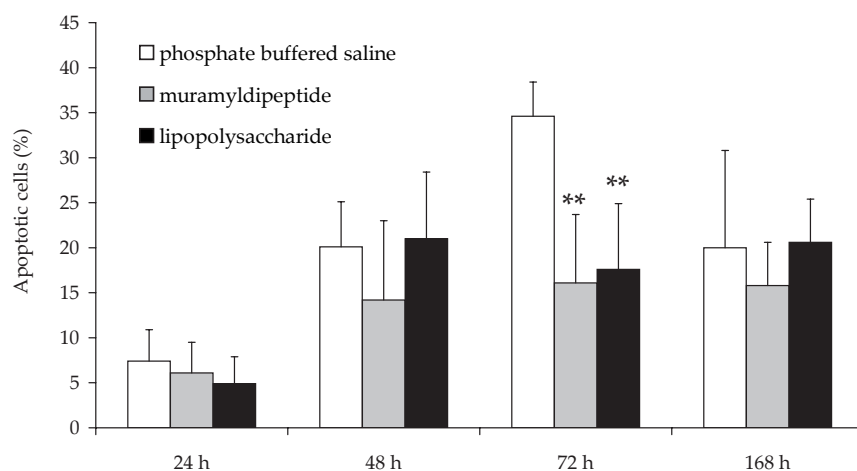 45
40
35
30
25
20
15
10
5
0
Apoptotic cells (%)
phosphate buffered saline
muramyldipeptide
lipopolysaccharide
** **
24 h 48 h 72 h 168 h